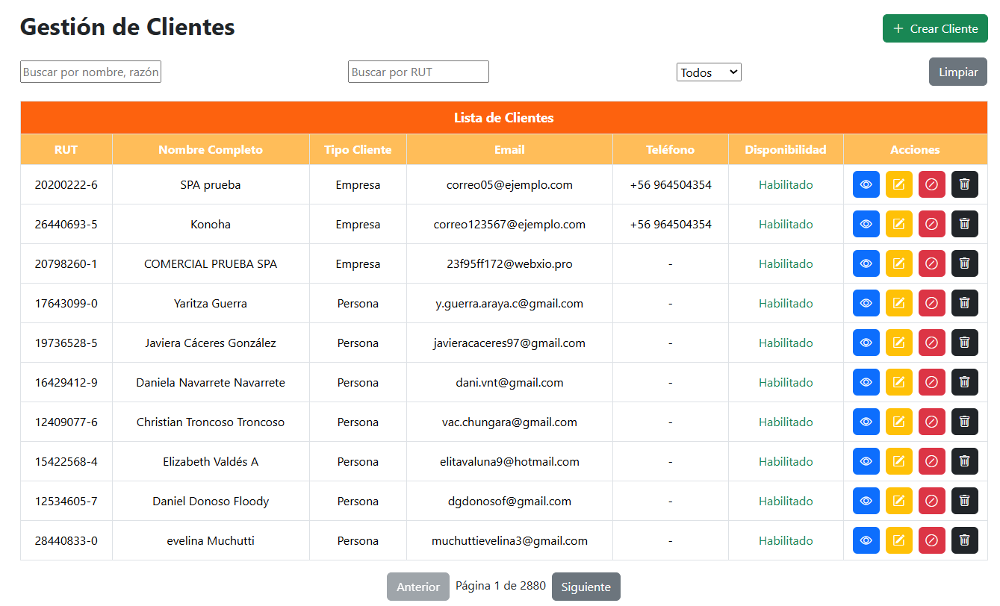 Gestión de Clientes
+ Crear Cliente
Buscar por nombre, razón
Buscar por RUT
Todos
Limpiar
Lista de Clientes
RUT Nombre Completo Tipo Cliente Email Teléfono Disponibilidad Acciones
20200222-6 SPA prueba Empresa correo05@ejemplo.com +56 964504354 Habilitado
26440693-5 Konoha Empresa correo123567@ejemplo.com +56 964504354 Habilitado
20798260-1 COMERCIAL PRUEBA SPA Empresa 23f95ff172@webxio.pro - Habilitado
17643099-0 Yaritza Guerra Persona y.guerra.araya.c@gmail.com - Habilitado
19736528-5 Javiera Cáceres González Persona javieracaceres97@gmail.com - Habilitado
16429412-9 Daniela Navarrete Navarrete Persona dani.vnt@gmail.com - Habilitado
12409077-6 Christian Troncoso Troncoso Persona vac.chungara@gmail.com - Habilitado
15422568-4 Elizabeth Valdés A Persona elitavaluna9@hotmail.com - Habilitado
12534605-7 Daniel Donoso Floody Persona dgdonosof@gmail.com - Habilitado
28440833-0 evelina Muchutti Persona muchuttievelina3@gmail.com - Habilitado
Anterior Página 1 de 2880 Siguiente